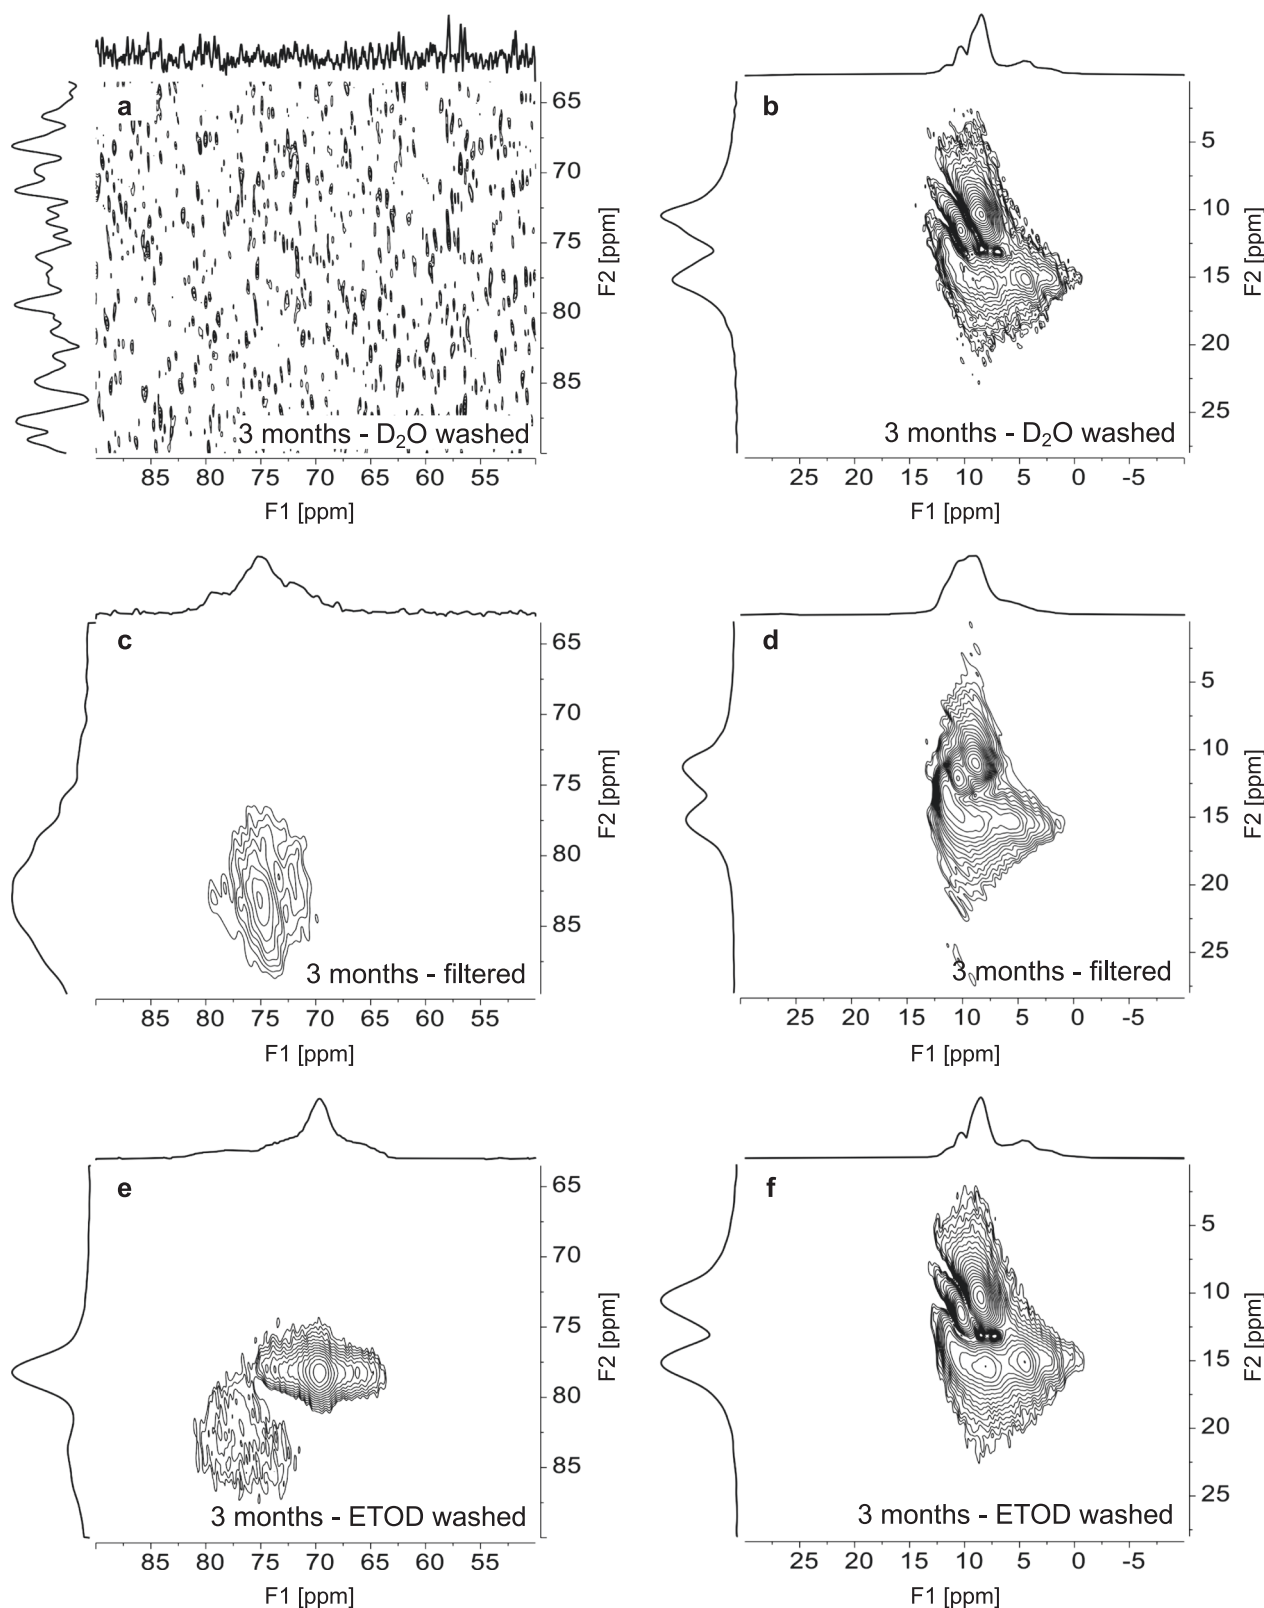 a
65
70
75
80
85
F2 [ppm]
3 months - D₂O washed
85 80 75 70 65 60 55
F1 [ppm]
b
5
10
15
20
25
F2 [ppm]
3 months - D₂O washed
25 20 15 10 5 0 -5
F1 [ppm]
c
65
70
75
80
85
F2 [ppm]
3 months - filtered
85 80 75 70 65 60 55
F1 [ppm]
d
5
10
15
20
25
F2 [ppm]
3 months - filtered
25 20 15 10 5 0 -5
F1 [ppm]
e
65
70
75
80
85
F2 [ppm]
3 months - ETOD washed
85 80 75 70 65 60 55
F1 [ppm]
f
5
10
15
20
25
F2 [ppm]
3 months - ETOD washed
25 20 15 10 5 0 -5
F1 [ppm]